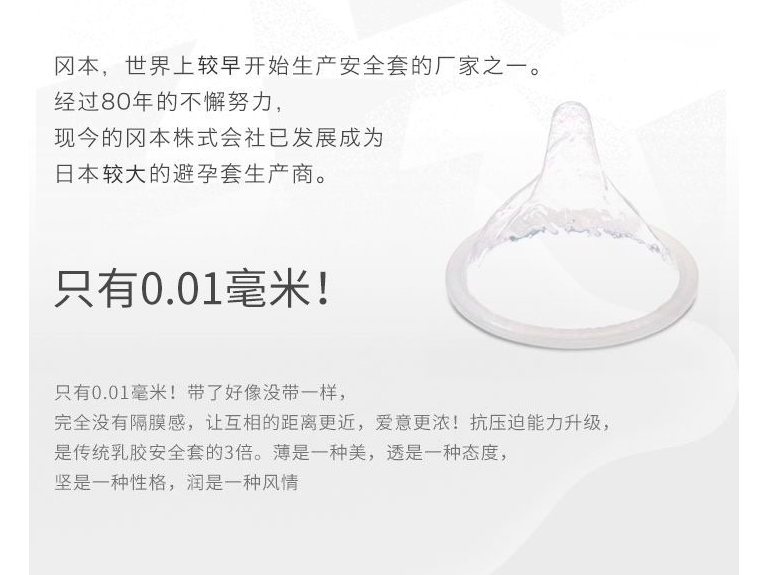 冈本，世界上较早开始生产安全套的厂家之一。
经过80年的不懈努力，
现今的冈本株式会社已发展成为
日本较大的避孕套生产商。
只有0.01毫米！
只有0.01毫米！带了好像没带一样，
完全没有隔膜感，让互相的距离更近，爱意更浓！抗压迫能力升级，
是传统乳胶安全套的3倍。薄是一种美，透是一种态度，
坚是一种性格，润是一种风情